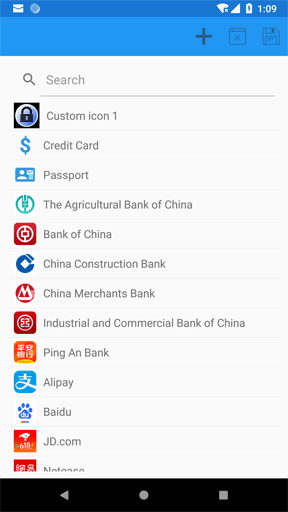 1:09
Search
Custom icon 1
Credit Card
Passport
The Agricultural Bank of China
Bank of China
China Construction Bank
China Merchants Bank
Industrial and Commercial Bank of China
平安
银行
Ping An Bank
支
Alipay
Baidu
618
JD.com
网易
Netease